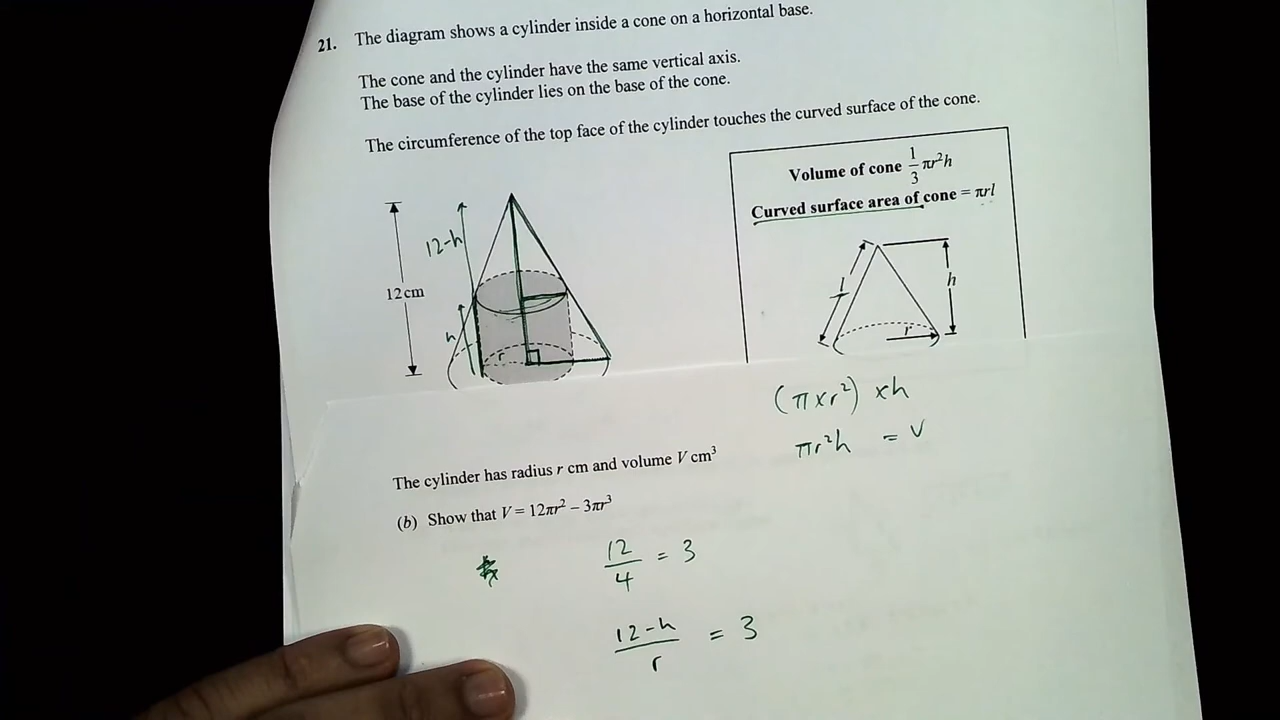 21. The diagram shows a cylinder inside a cone on a horizontal base.
The cone and the cylinder have the same vertical axis.
The base of the cylinder lies on the base of the cone.
The circumference of the top face of the cylinder touches the curved surface of the cone.
12 cm
12-h
h
r
Volume of cone 1/3 πr²h
Curved surface area of cone = πrl
l
h
r
(π×r²) ×h
πr²h = V
The cylinder has radius r cm and volume V cm³
(b) Show that V = 12πr² – 3πr³
12/4 = 3
12-h/r = 3